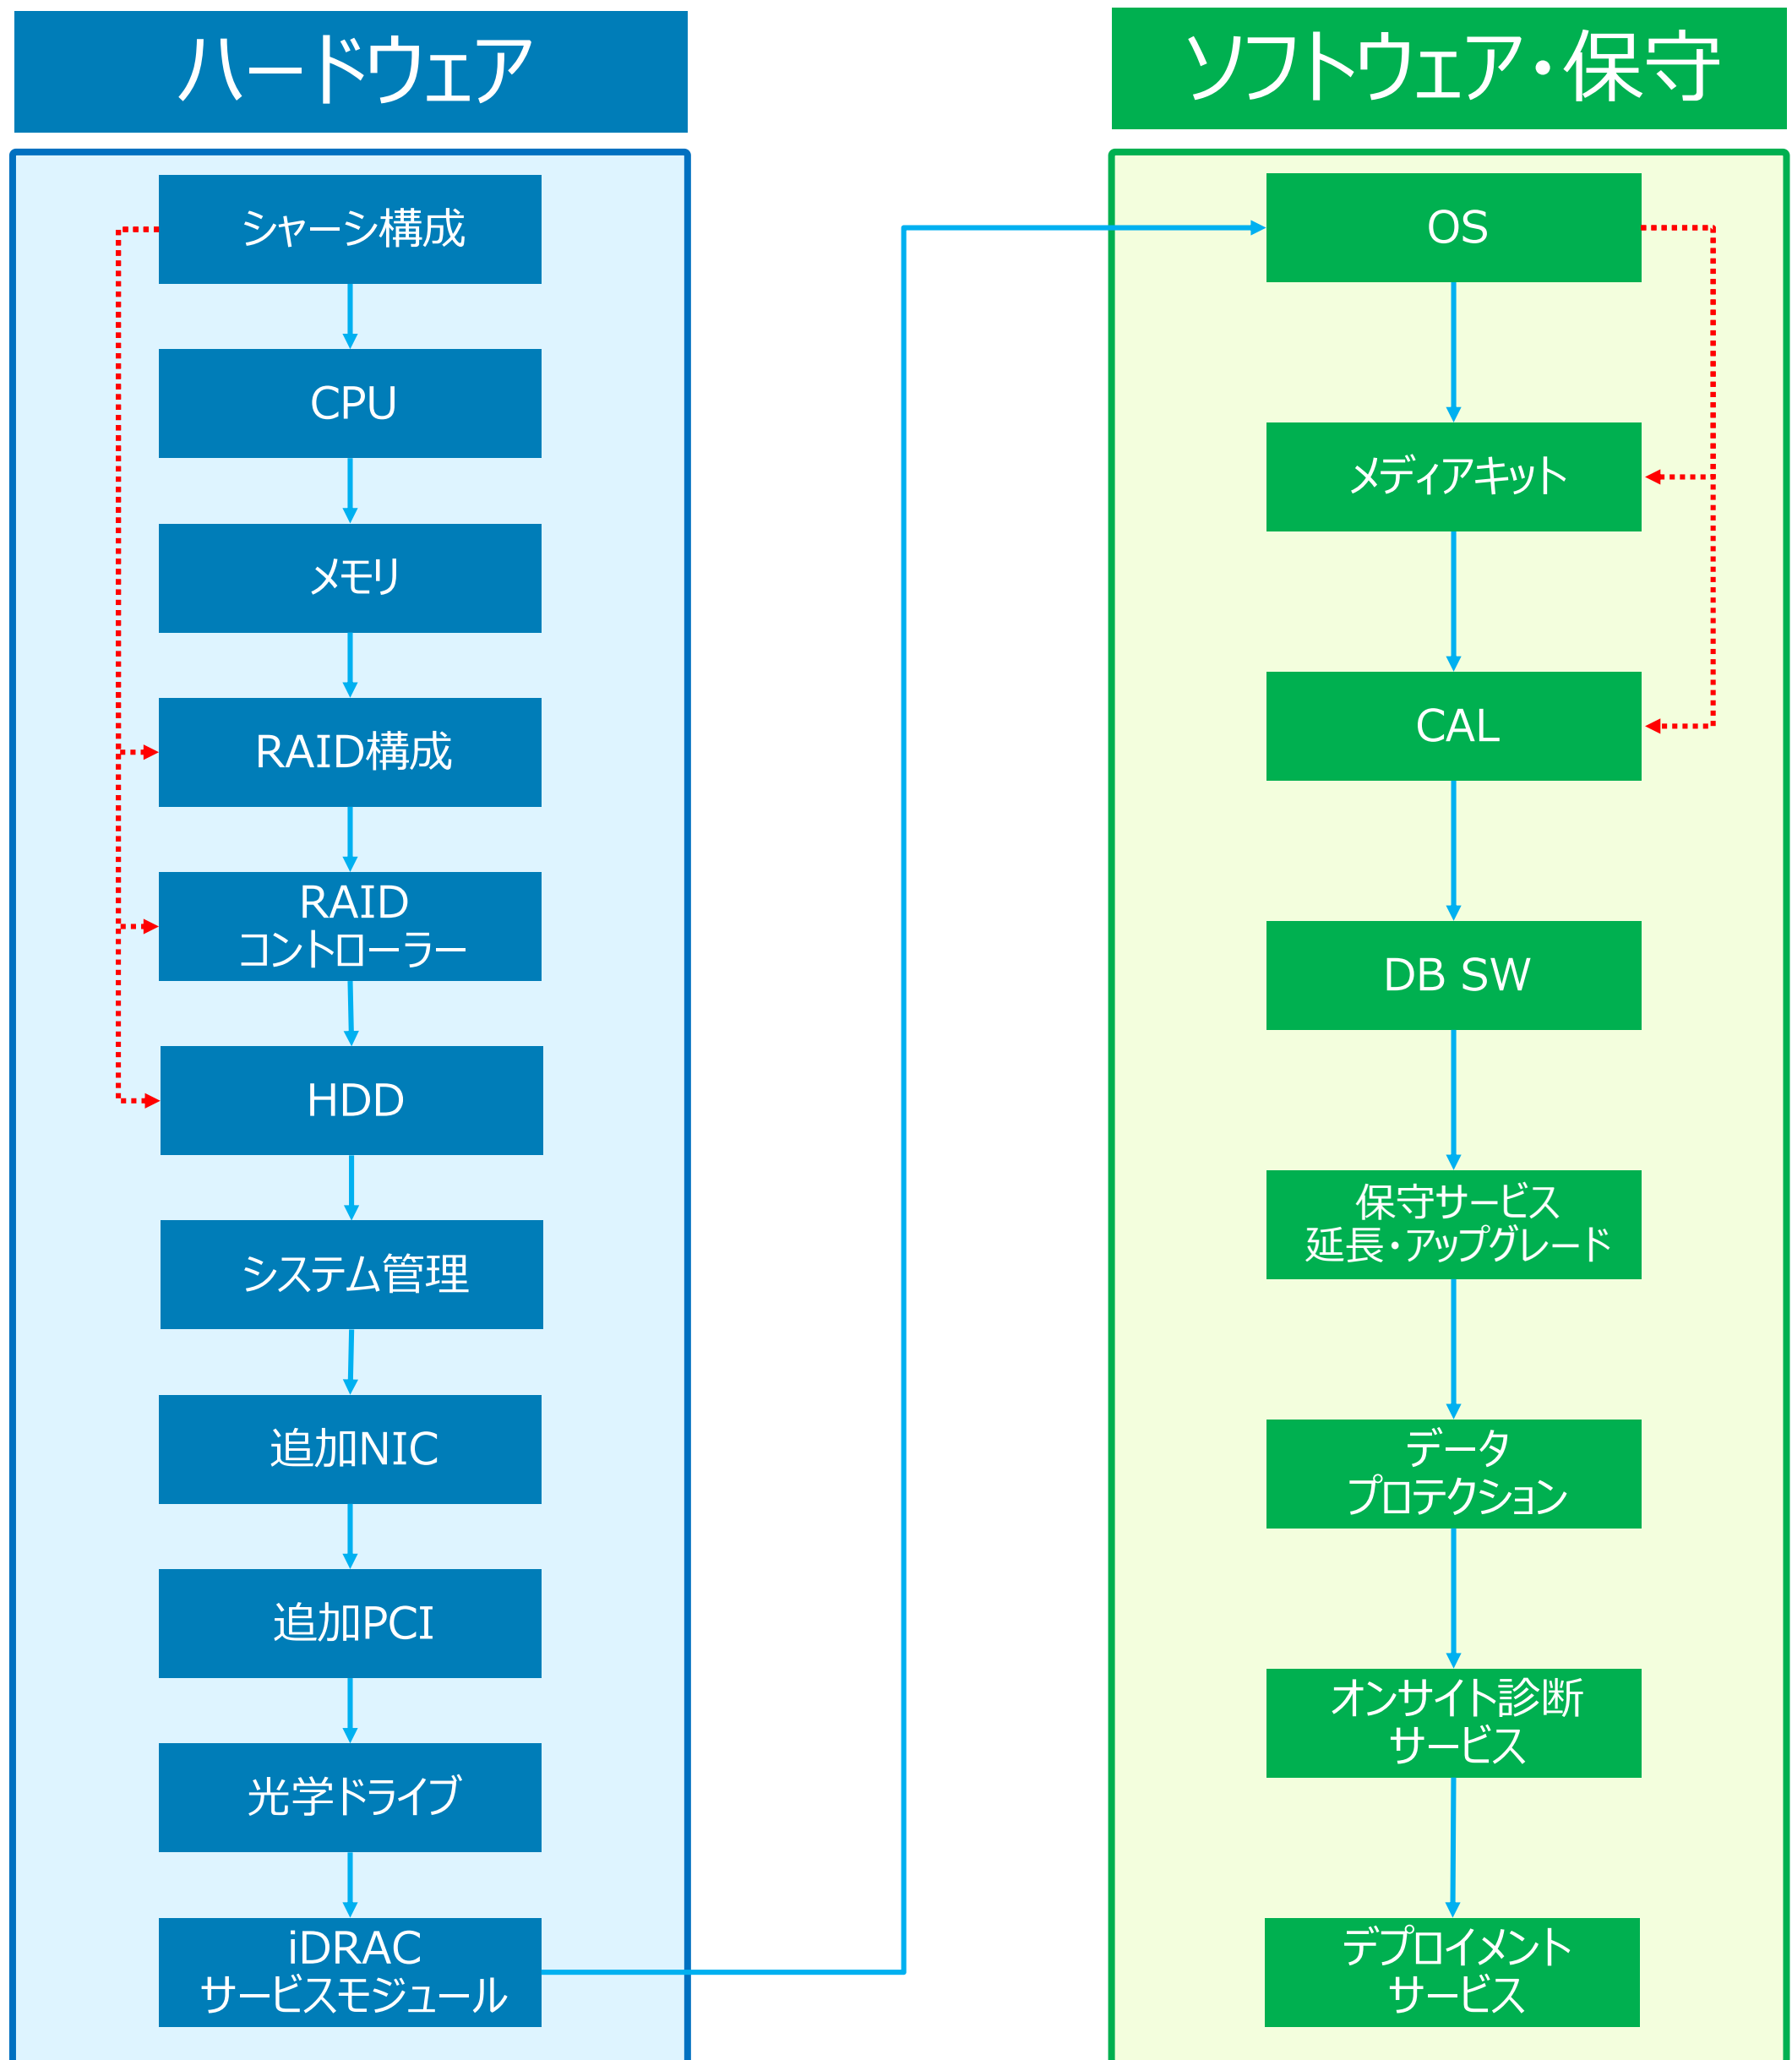 ハードウェア
シャーシ構成
CPU
メモリ
RAID構成
RAID
コントローラー
HDD
システム管理
追加NIC
追加PCI
光学ドライブ
iDRAC
サービスモジュール
ソフトウェア・保守
OS
メディアキット
CAL
DB SW
保守サービス
延長・アップグレード
データ
プロテクション
オンサイト診断
サービス
デプロイメント
サービス